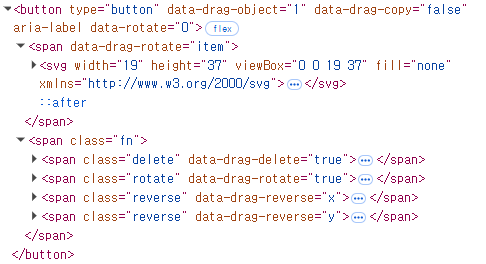 ▼<button type="button" data-drag-object="1" data-drag-copy="false"
aria-label data-rotate="0"> flex
▼<span data-drag-rotate="item">
▶<svg width="19" height="37" viewBox="0 0 19 37" fill="none"
xmlns="http://www.w3.org/2000/svg">⋯</svg>
::after
</span>
▼<span class="fn">
▶<span class="delete" data-drag-delete="true">⋯</span>
▶<span class="rotate" data-drag-rotate="true">⋯</span>
▶<span class="reverse" data-drag-reverse="x">⋯</span>
▶<span class="reverse" data-drag-reverse="y">⋯</span>
</span>
</button>